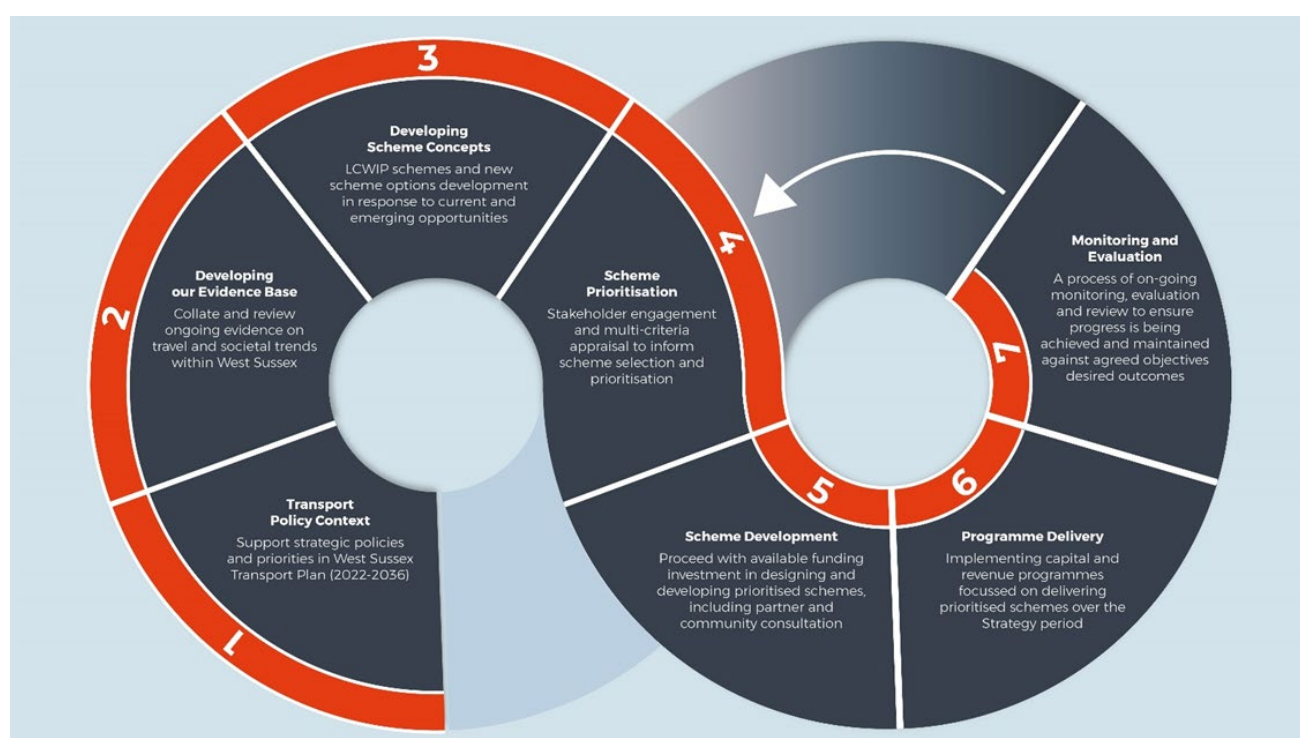 1
Transport
Policy Context
Support strategic policies
and priorities in West Sussex
Transport Plan (2022-2036)
2
Developing
our Evidence Base
Collate and review
ongoing evidence on
travel and societal trends
within West Sussex
3
Developing
Scheme Concepts
LCWIP schemes and new
scheme options development
in response to current and
emerging opportunities
4
Scheme
Prioritisation
Stakeholder engagement
and multi-criteria
appraisal to inform
scheme selection and
prioritisation
5
Scheme Development
Proceed with available funding
investment in designing and
developing prioritised schemes,
including partner and
community consultation
6
Programme Delivery
Implementing capital and
revenue programmes
focussed on delivering
prioritised schemes over the
Strategy period
7
Monitoring and
Evaluation
A process of on-going
monitoring, evaluation
and review to ensure
progress is being
achieved and maintained
against agreed objectives
desired outcomes